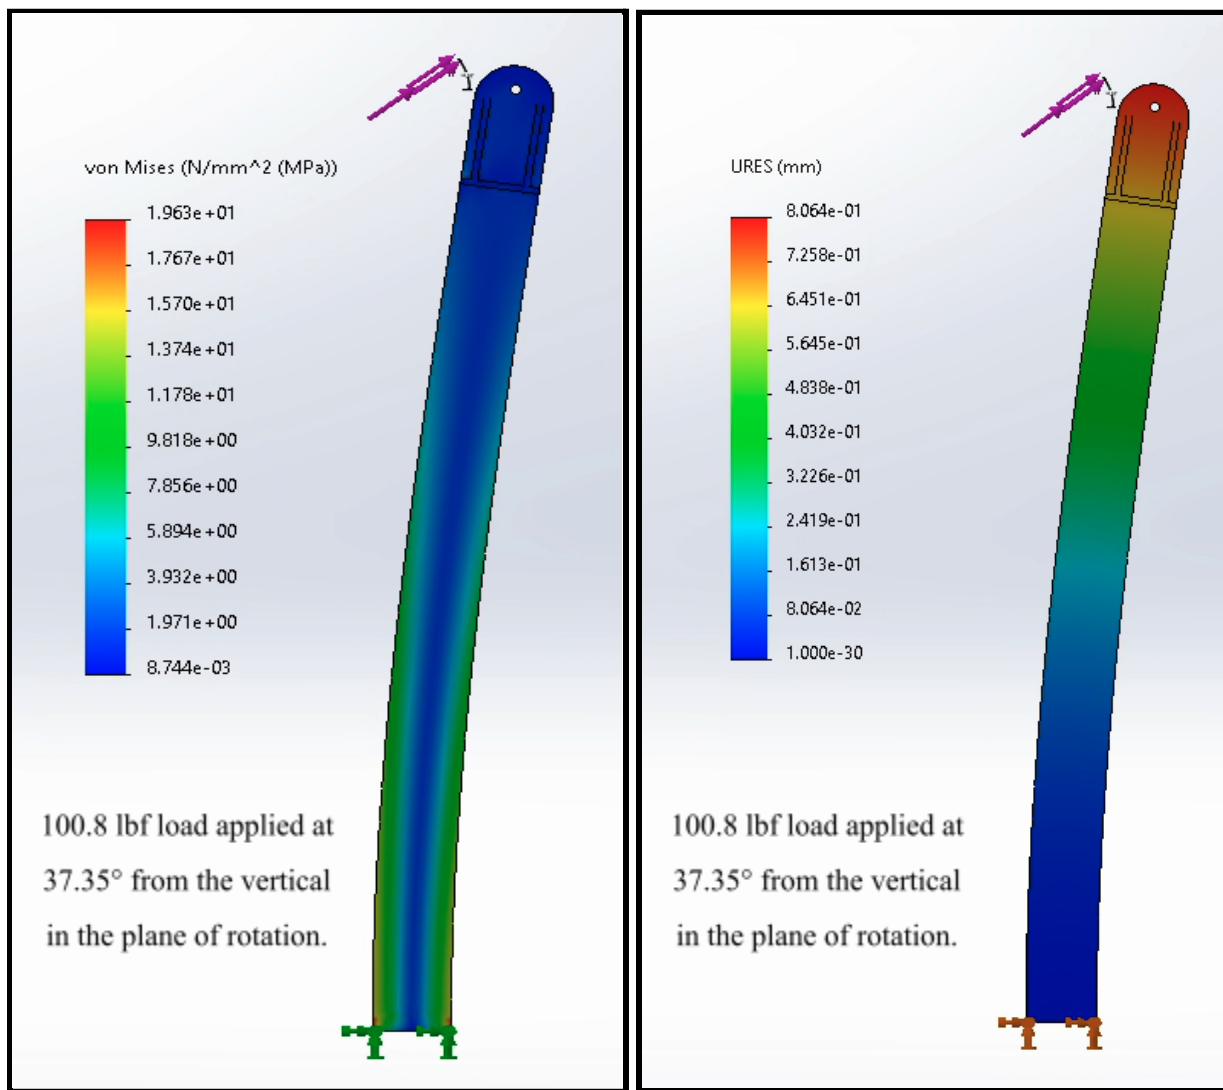 von Mises (N/mm^2 (MPa))
1.963e+01
1.767e+01
1.570e+01
1.374e+01
1.178e+01
9.818e+00
7.856e+00
5.894e+00
3.932e+00
1.971e+00
8.744e-03
100.8 lbf load applied at
37.35° from the vertical
in the plane of rotation.
URES (mm)
8.064e-01
7.258e-01
6.451e-01
5.645e-01
4.838e-01
4.032e-01
3.226e-01
2.419e-01
1.613e-01
8.064e-02
1.000e-30
100.8 lbf load applied at
37.35° from the vertical
in the plane of rotation.